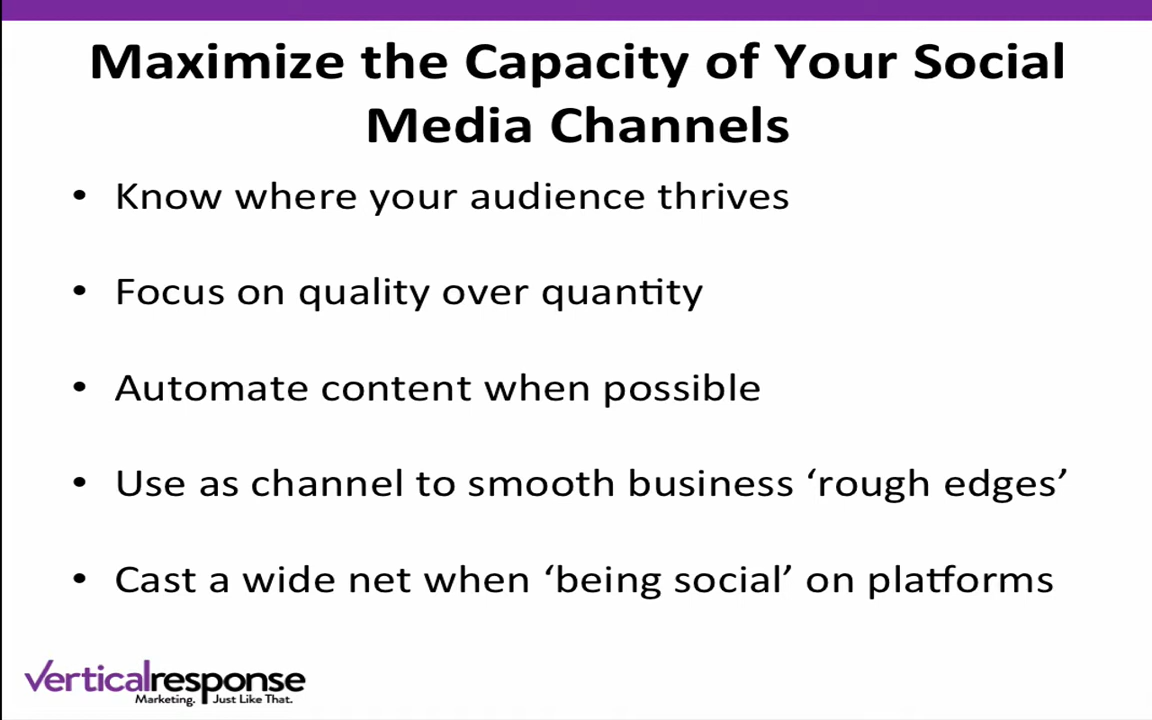 Maximize the Capacity of Your Social
Media Channels
• Know where your audience thrives
• Focus on quality over quantity
• Automate content when possible
• Use as channel to smooth business ‘rough edges’
• Cast a wide net when ‘being social’ on platforms
verticalresponse
Marketing. Just Like That.